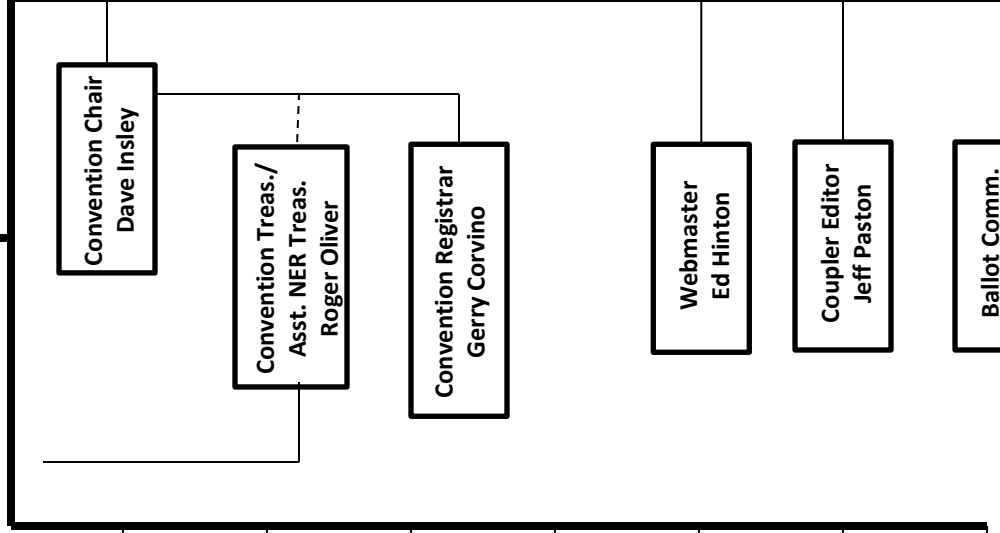 Convention Chair
Dave Insley
Convention Treas./
Asst. NER Treas.
Roger Oliver
Convention Registrar
Gerry Corvino
Webmaster
Ed Hinton
Coupler Editor
Jeff Paston
Ballot Comm.